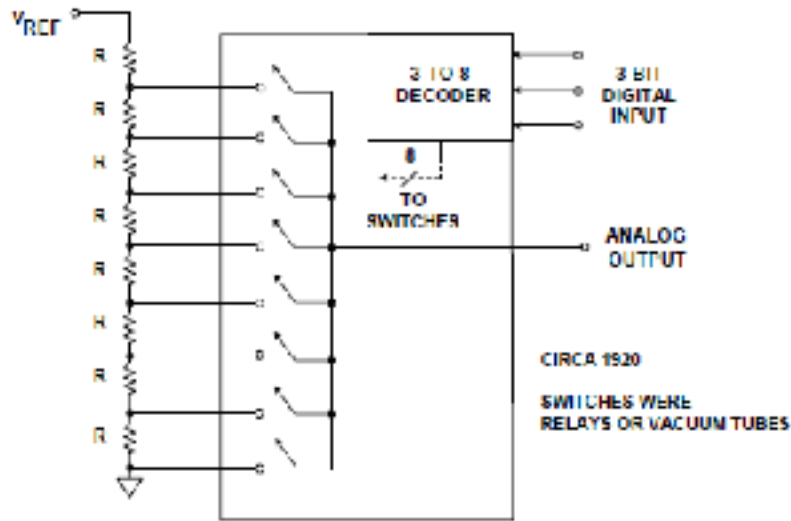 VREF
R
R
R
R
R
R
R
R
3 TO 8
DECODER
3 BIT
DIGITAL
INPUT
8
TO
SWITCHES
ANALOG
OUTPUT
CIRCA 1920
SWITCHES WERE
RELAYS OR VACUUM TUBES